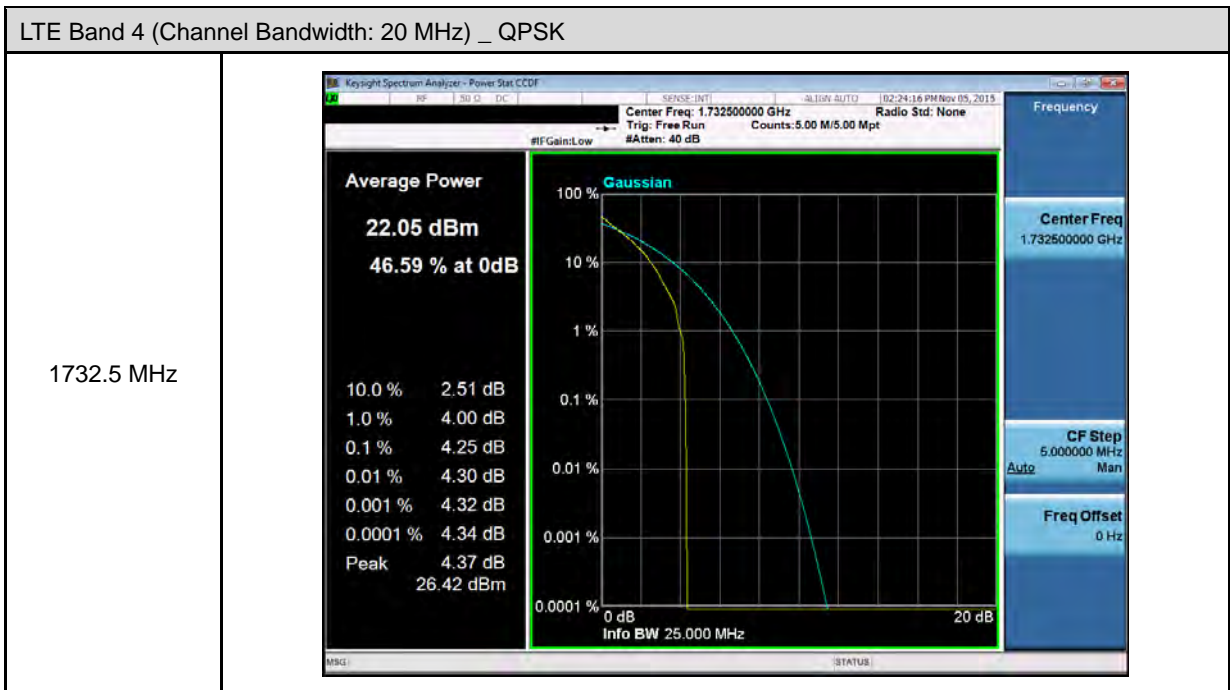 LTE Band 4 (Channel Bandwidth: 20 MHz) _ QPSK
1732.5 MHz
Keysight Spectrum Analyzer - Power Stat CCDF
RF 50 Ω DC SENSE:INT ALIGN AUTO 02:24:16 PM Nov 05, 2015
Center Freq: 1.732500000 GHz Radio Std: None
Trig: Free Run Counts:5.00 M/5.00 Mpt
#IFGain:Low #Atten: 40 dB
Average Power
22.05 dBm
46.59 % at 0dB
10.0 % 2.51 dB
1.0 % 4.00 dB
0.1 % 4.25 dB
0.01 % 4.30 dB
0.001 % 4.32 dB
0.0001 % 4.34 dB
Peak 4.37 dB
26.42 dBm
Gaussian
100 %
10 %
1 %
0.1 %
0.01 %
0.001 %
0.0001 %
0 dB 20 dB
Info BW 25.000 MHz
Frequency
Center Freq
1.732500000 GHz
CF Step
5.000000 MHz
Auto Man
Freq Offset
0 Hz
MSG STATUS